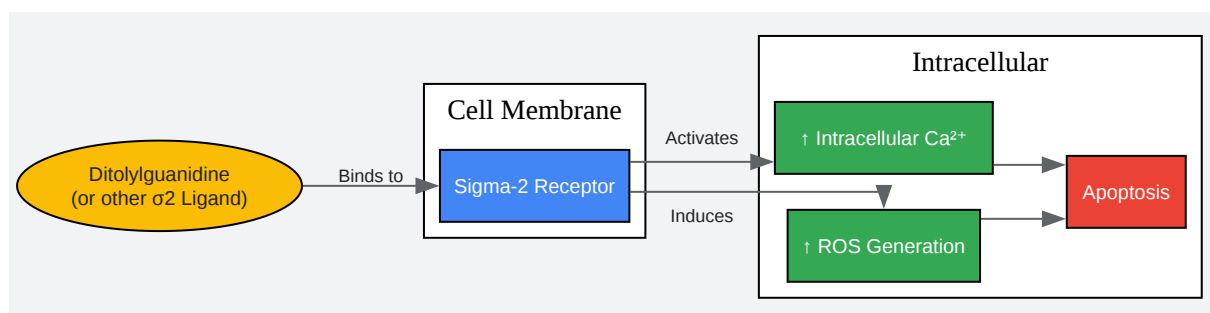 Intracellular
Cell Membrane
Activates
↑ Intracellular Ca²⁺
Ditolylguanidine
(or other σ2 Ligand)
Binds to
Sigma-2 Receptor
Apoptosis
Induces
↑ ROS Generation